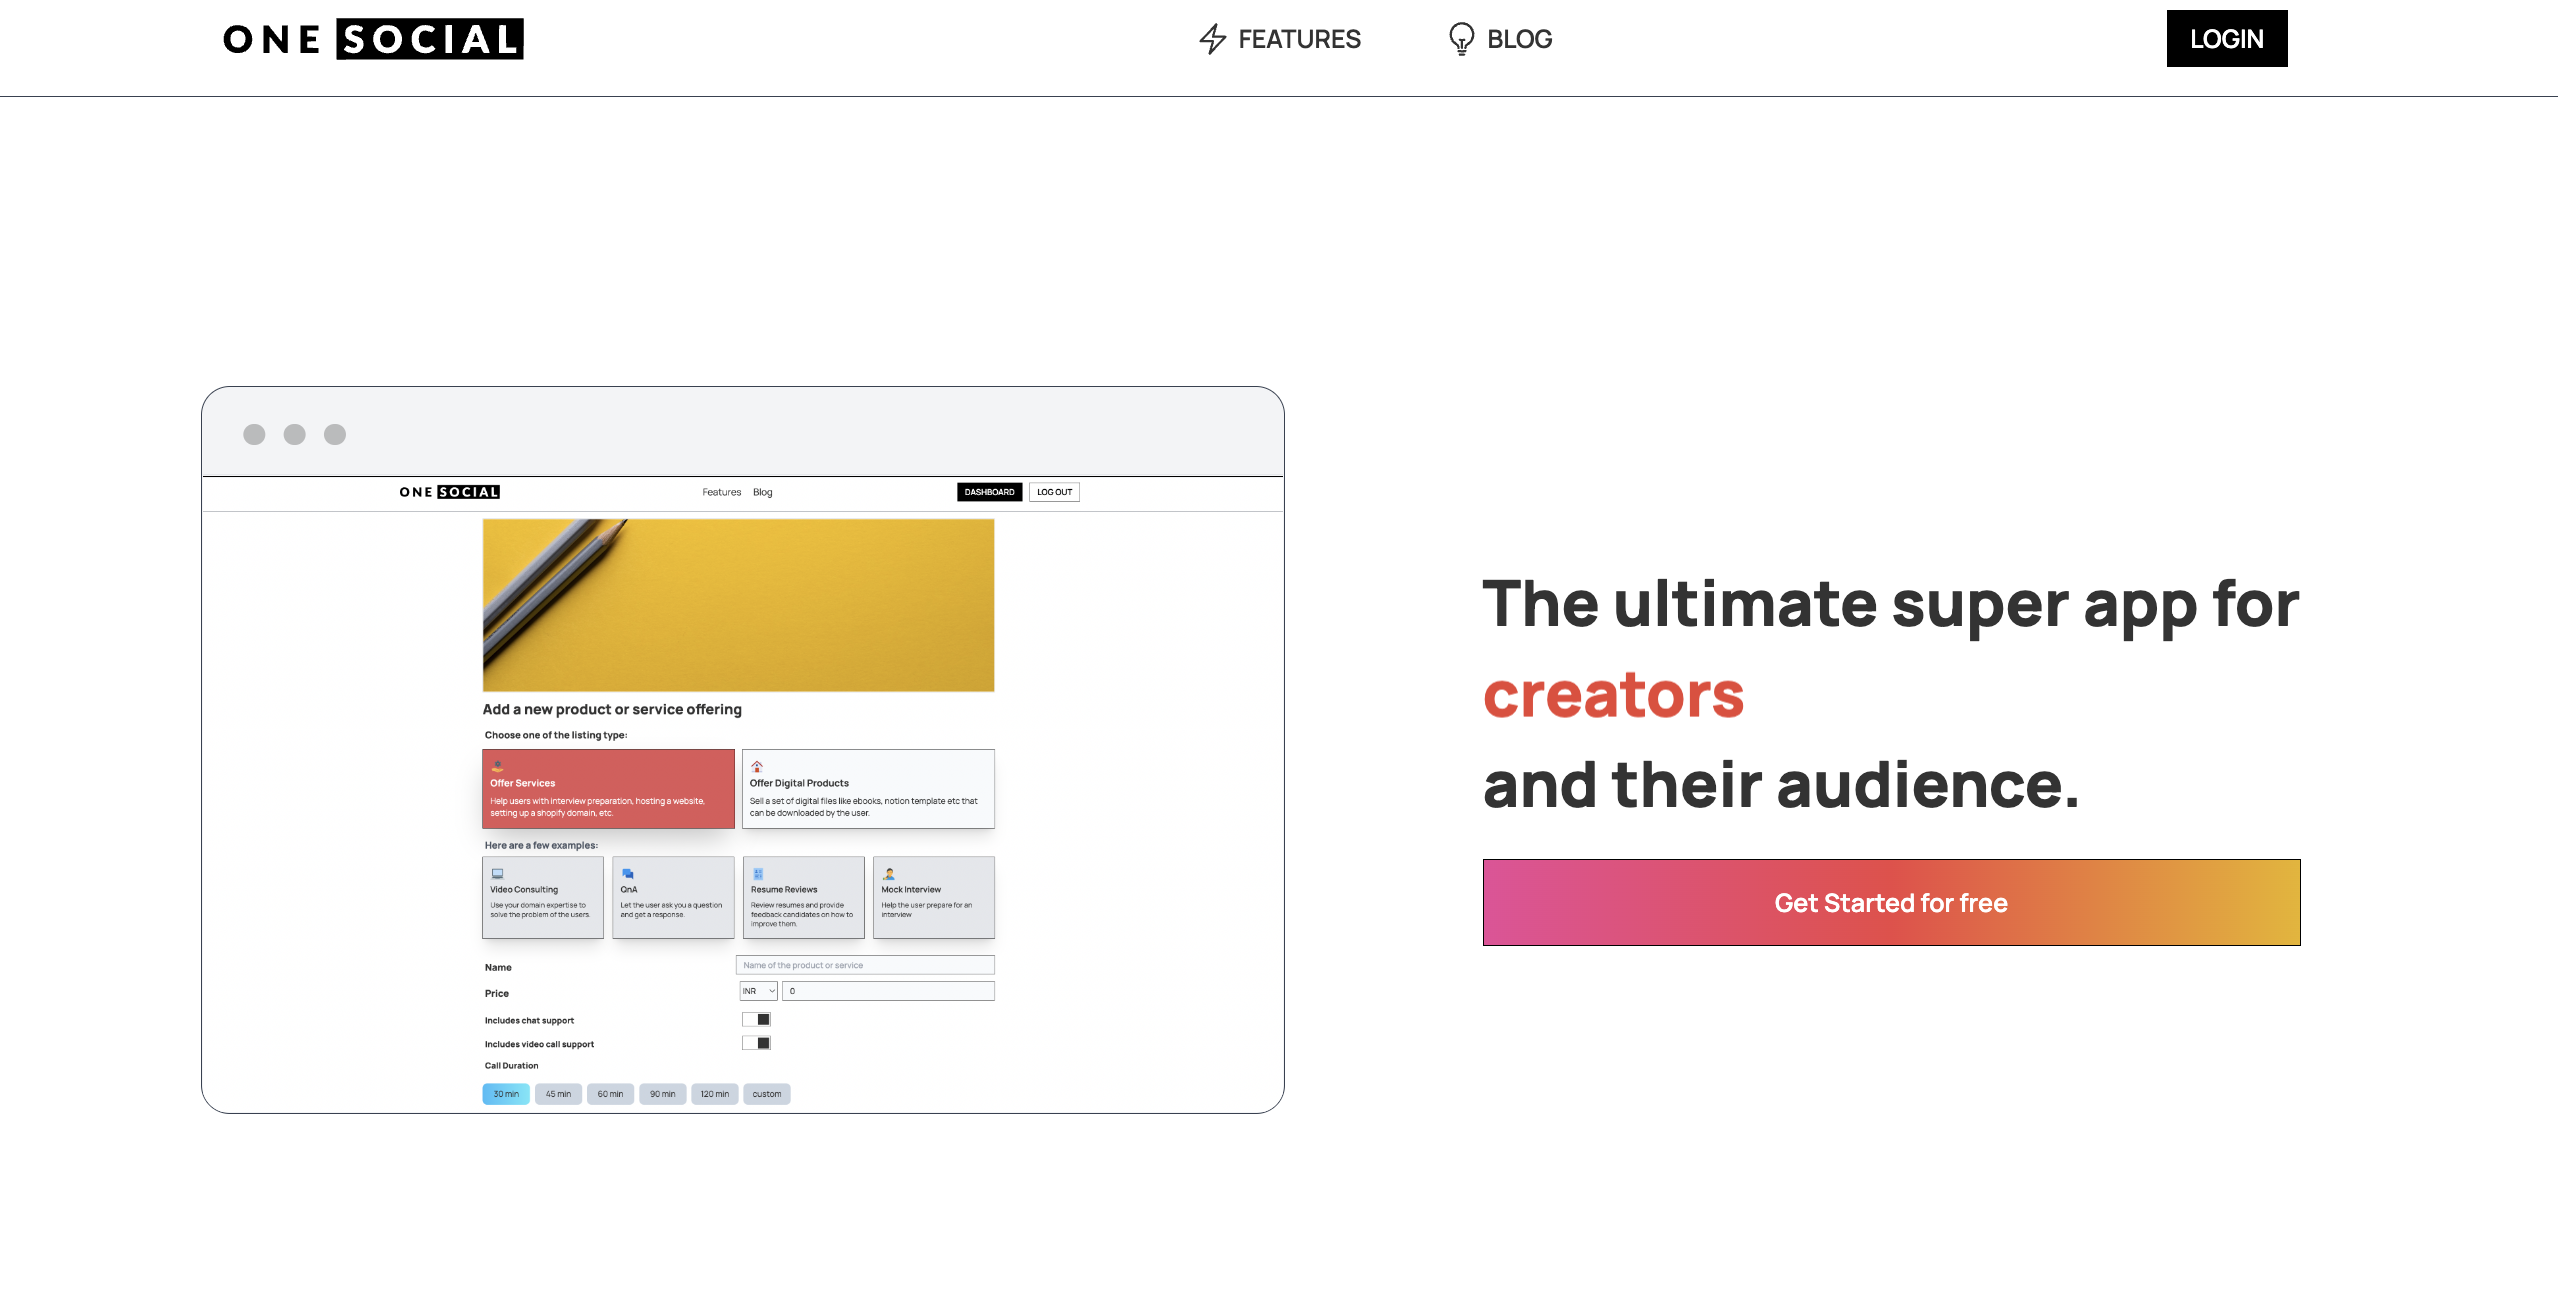 ONE SOCIAL
FEATURES
BLOG
LOGIN
ONE SOCIAL
Features
Blog
DASHBOARD
LOG OUT
Add a new product or service offering
Choose one of the listing type:
Offer Services
Help users with interview preparation, hosting a website,
setting up a shopify domain, etc.
Offer Digital Products
Sell a set of digital files like ebooks, notion template etc that
can be downloaded by the user.
Here are a few examples:
Video Consulting
Use your domain expertise to
solve the problem of the users.
QnA
Let the user ask you a question
and get a response.
Resume Reviews
Review resumes and provide
feedback candidates on how to
improve them.
Mock Interview
Help the user prepare for an
interview
Name
Name of the product or service
Price
INR
0
Includes chat support
Includes video call support
Call Duration
30 min
45 min
60 min
90 min
120 min
custom
The ultimate super app for
creators
and their audience.
Get Started for free